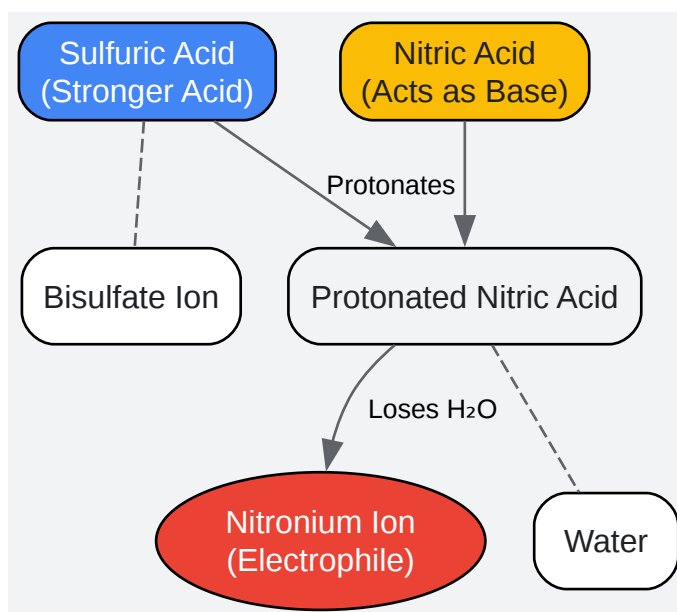 Sulfuric Acid
(Stronger Acid)
Nitric Acid
(Acts as Base)
Protonates
Bisulfate Ion
Protonated Nitric Acid
Loses H₂O
Nitronium Ion
(Electrophile)
Water